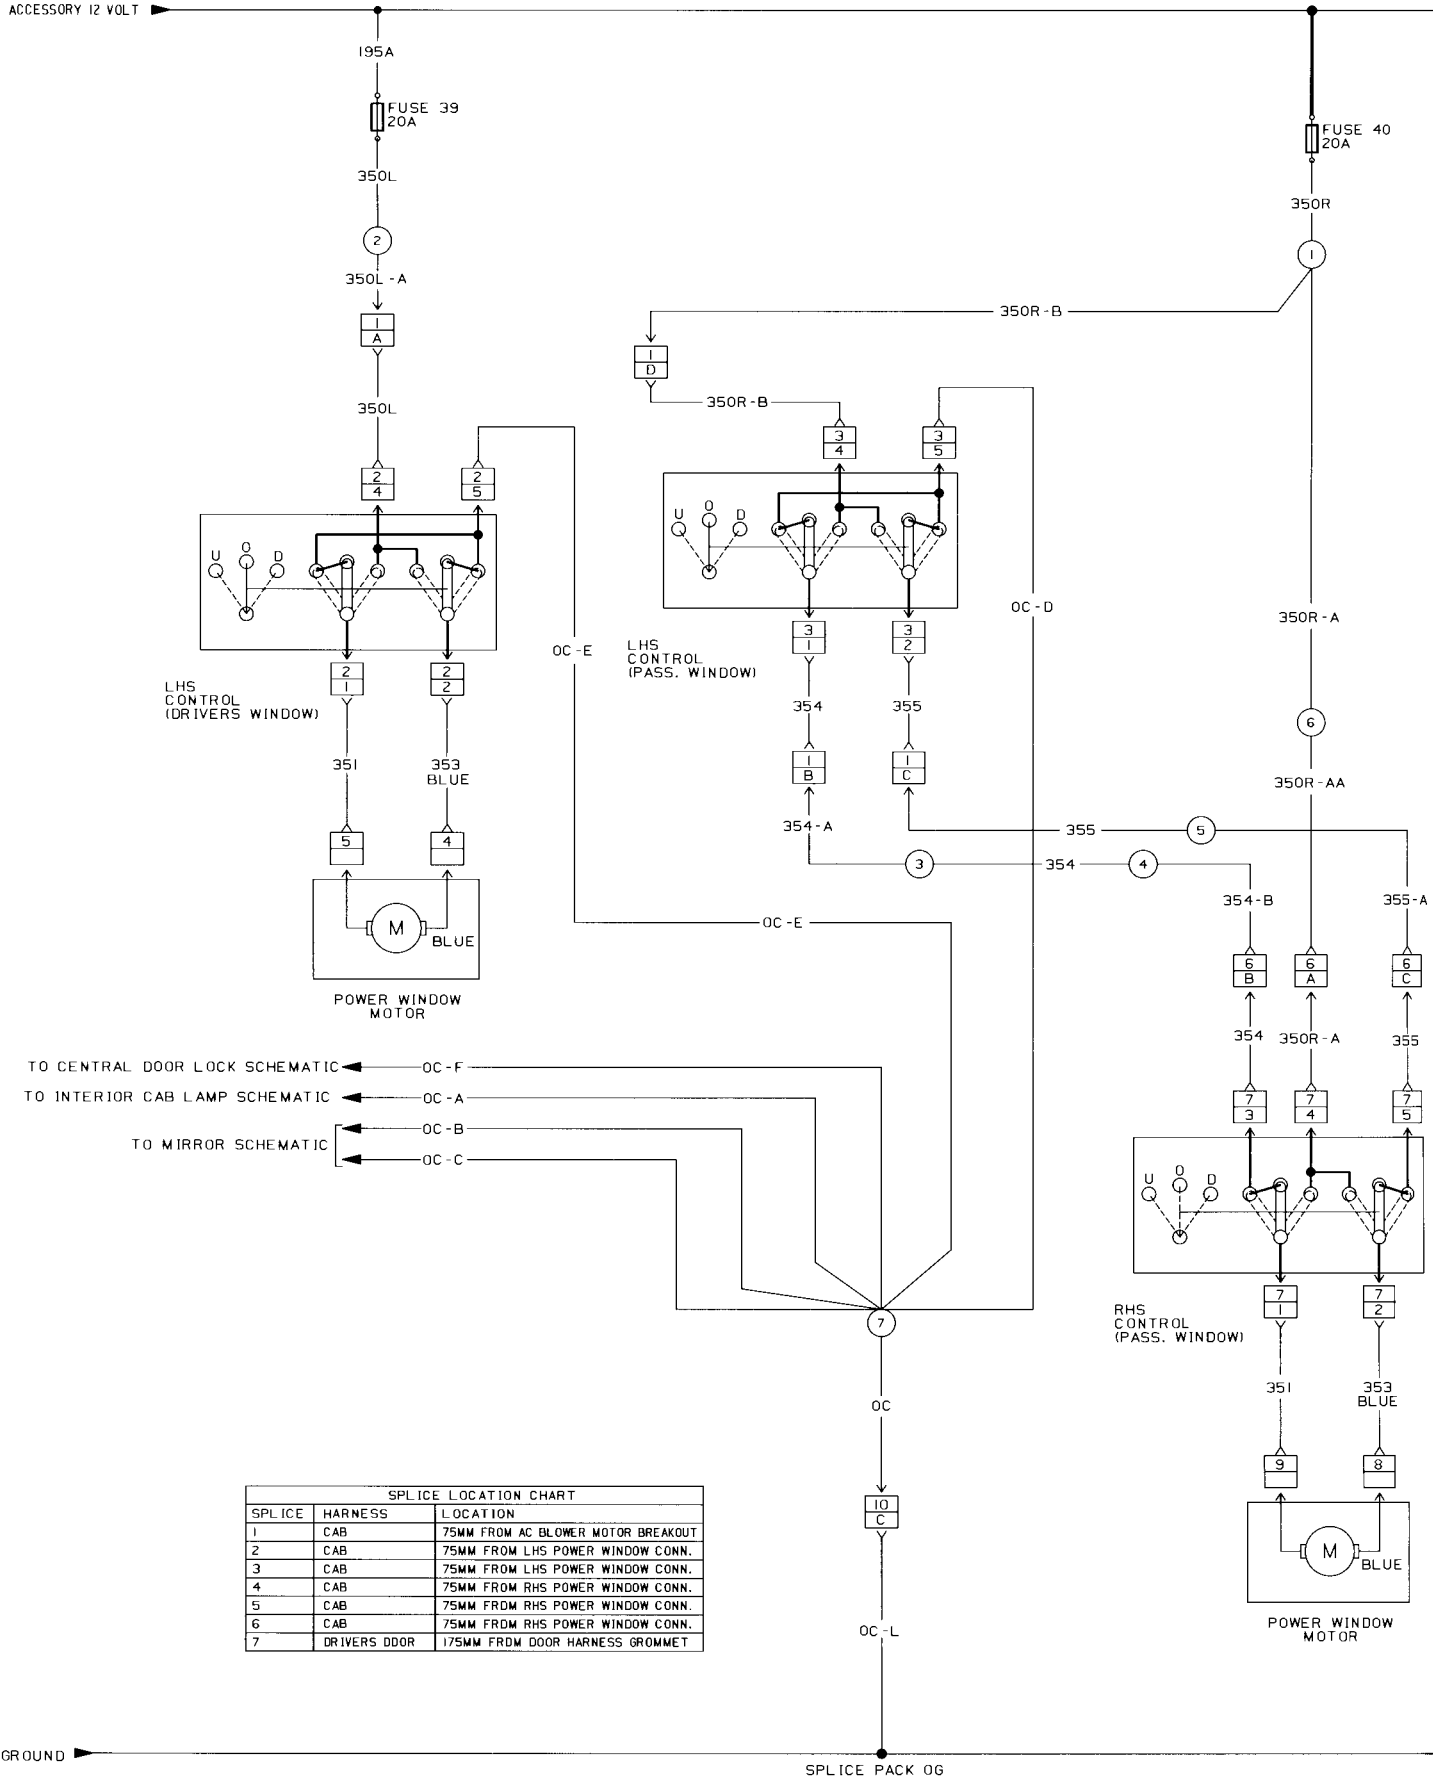 ACCESSORY 12 VOLT
195A
FUSE 39
20A
FUSE 40
20A
350L
350R
2
1
350L-A
350R-B
1
A
1
D
350L
350R-B
3
4
3
5
2
4
2
5
U O D
U O D
OC-D
350R-A
OC-E
3
1
3
2
LHS
CONTROL
(PASS. WINDOW)
2
1
2
2
LHS
CONTROL
(DRIVERS WINDOW)
354
355
6
351
353
BLUE
1
B
1
C
350R-AA
354-A
355
5
5
4
3
354
4
354-B
355-A
OC-E
M
BLUE
6
B
6
A
6
C
POWER WINDOW
MOTOR
354
350R-A
355
TO CENTRAL DOOR LOCK SCHEMATIC
OC-F
TO INTERIOR CAB LAMP SCHEMATIC
OC-A
7
3
7
4
7
5
TO MIRROR SCHEMATIC
OC-B
OC-C
U O D
7
RHS
CONTROL
(PASS. WINDOW)
7
1
7
2
351
353
BLUE
OC
9
8
10
C
SPLICE LOCATION CHART
SPLICE HARNESS LOCATION
1 CAB 75MM FROM AC BLOWER MOTOR BREAKOUT
2 CAB 75MM FROM LHS POWER WINDOW CONN.
3 CAB 75MM FROM LHS POWER WINDOW CONN.
4 CAB 75MM FROM RHS POWER WINDOW CONN.
5 CAB 75MM FROM RHS POWER WINDOW CONN.
6 CAB 75MM FROM RHS POWER WINDOW CONN.
7 DRIVERS DOOR 175MM FROM DOOR HARNESS GROMMET
M
BLUE
POWER WINDOW
MOTOR
OC-L
GROUND
SPLICE PACK OG